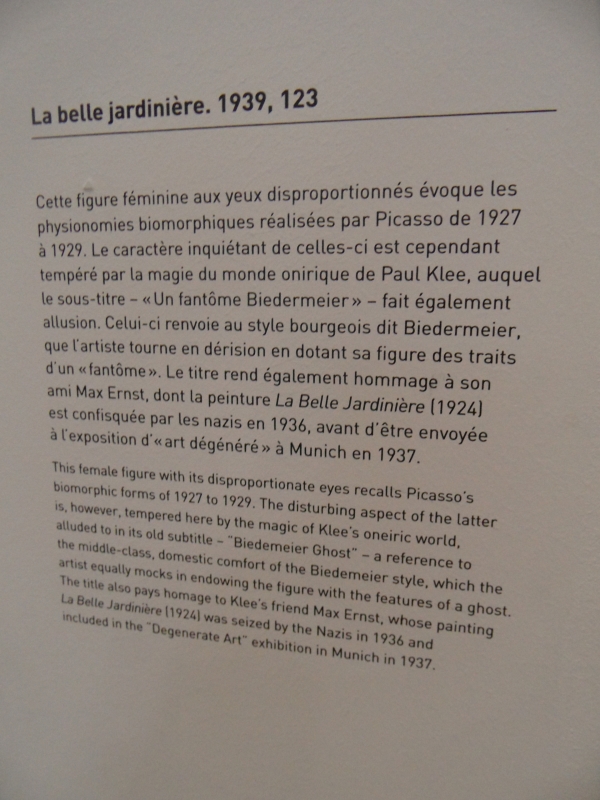 La belle jardinière. 1939, 123
Cette figure féminine aux yeux disproportionnés évoque les
physionomies biomorphiques réalisées par Picasso de 1927
à 1929. Le caractère inquiétant de celles-ci est cependant
tempéré par la magie du monde onirique de Paul Klee, auquel
le sous-titre – « Un fantôme Biedermeier » – fait également
allusion. Celui-ci renvoie au style bourgeois dit Biedermeier,
que l'artiste tourne en dérision en dotant sa figure des traits
d'un « fantôme ». Le titre rend également hommage à son
ami Max Ernst, dont la peinture La Belle Jardinière (1924)
est confisquée par les nazis en 1936, avant d'être envoyée
à l'exposition d'« art dégénéré » à Munich en 1937.
This female figure with its disproportionate eyes recalls Picasso's
biomorphic forms of 1927 to 1929. The disturbing aspect of the latter
is, however, tempered here by the magic of Klee's oneiric world,
alluded to in its old subtitle – "Biedemeier Ghost" – a reference to
the middle-class, domestic comfort of the Biedemeier style, which the
artist equally mocks in endowing the figure with the features of a ghost.
The title also pays homage to Klee's friend Max Ernst, whose painting
La Belle Jardinière (1924) was seized by the Nazis in 1936 and
included in the "Degenerate Art" exhibition in Munich in 1937.